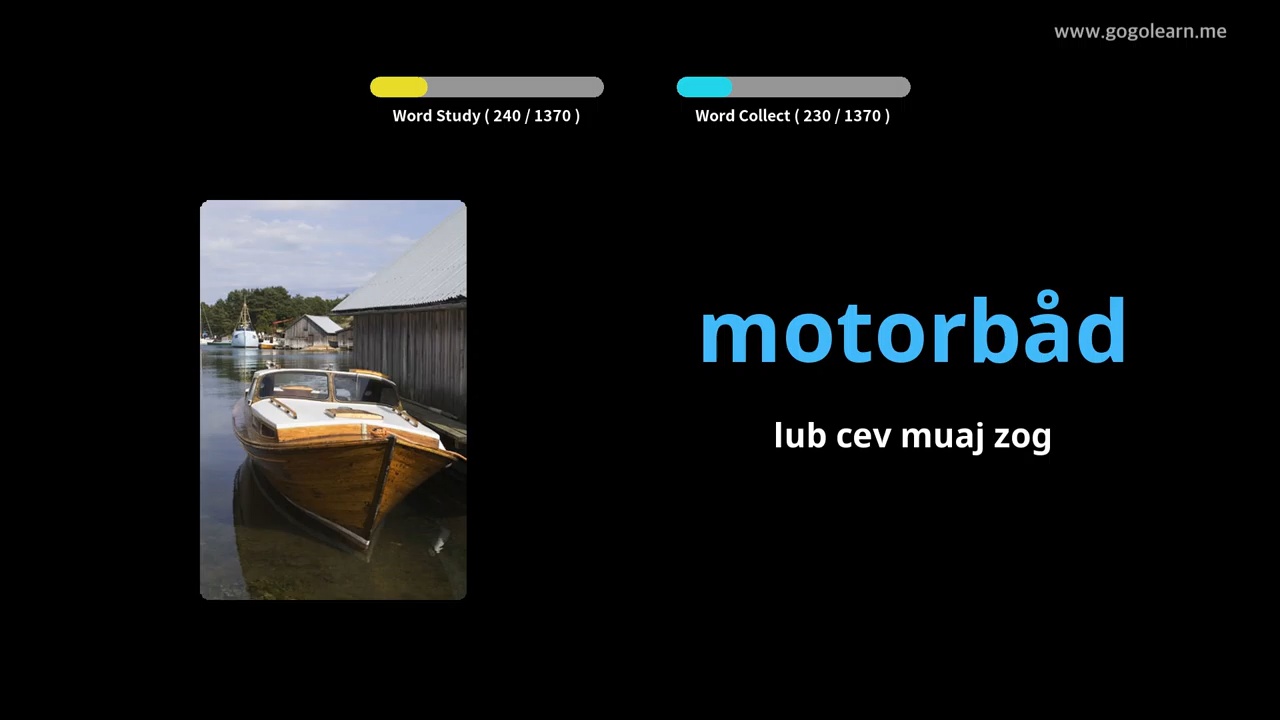 www.gogolearn.me
Word Study ( 240 / 1370 )
Word Collect ( 230 / 1370 )
motorbåd
lub cev muaj zog